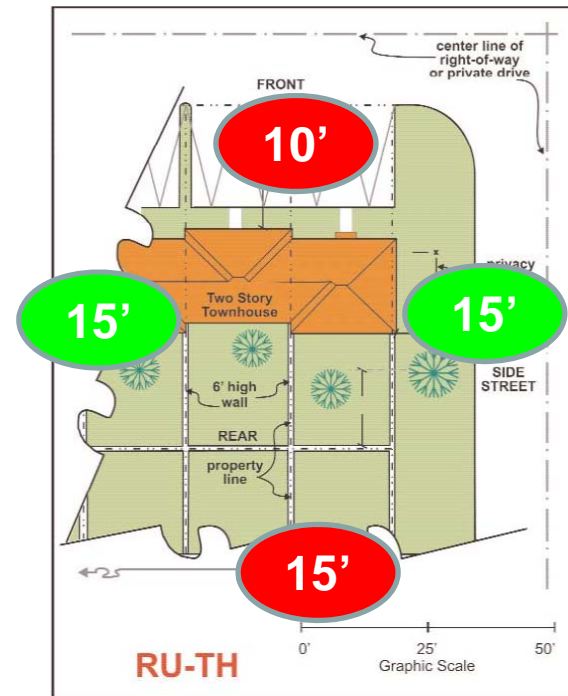 center line of
right-of-way
or private drive
FRONT
10’
privacy
Two Story
Townhouse
15’
15’
SIDE
STREET
6’ high
wall
REAR
property
line
15’
0’ 25’ 50’
Graphic Scale
RU-TH